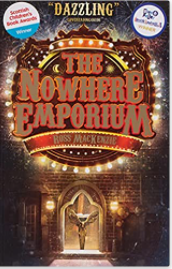 Scottish
Children's
Book Awards
Winner
"DAZZLING"
THE
NOWHERE
EMPORIUM
ROSS MACKENZIE